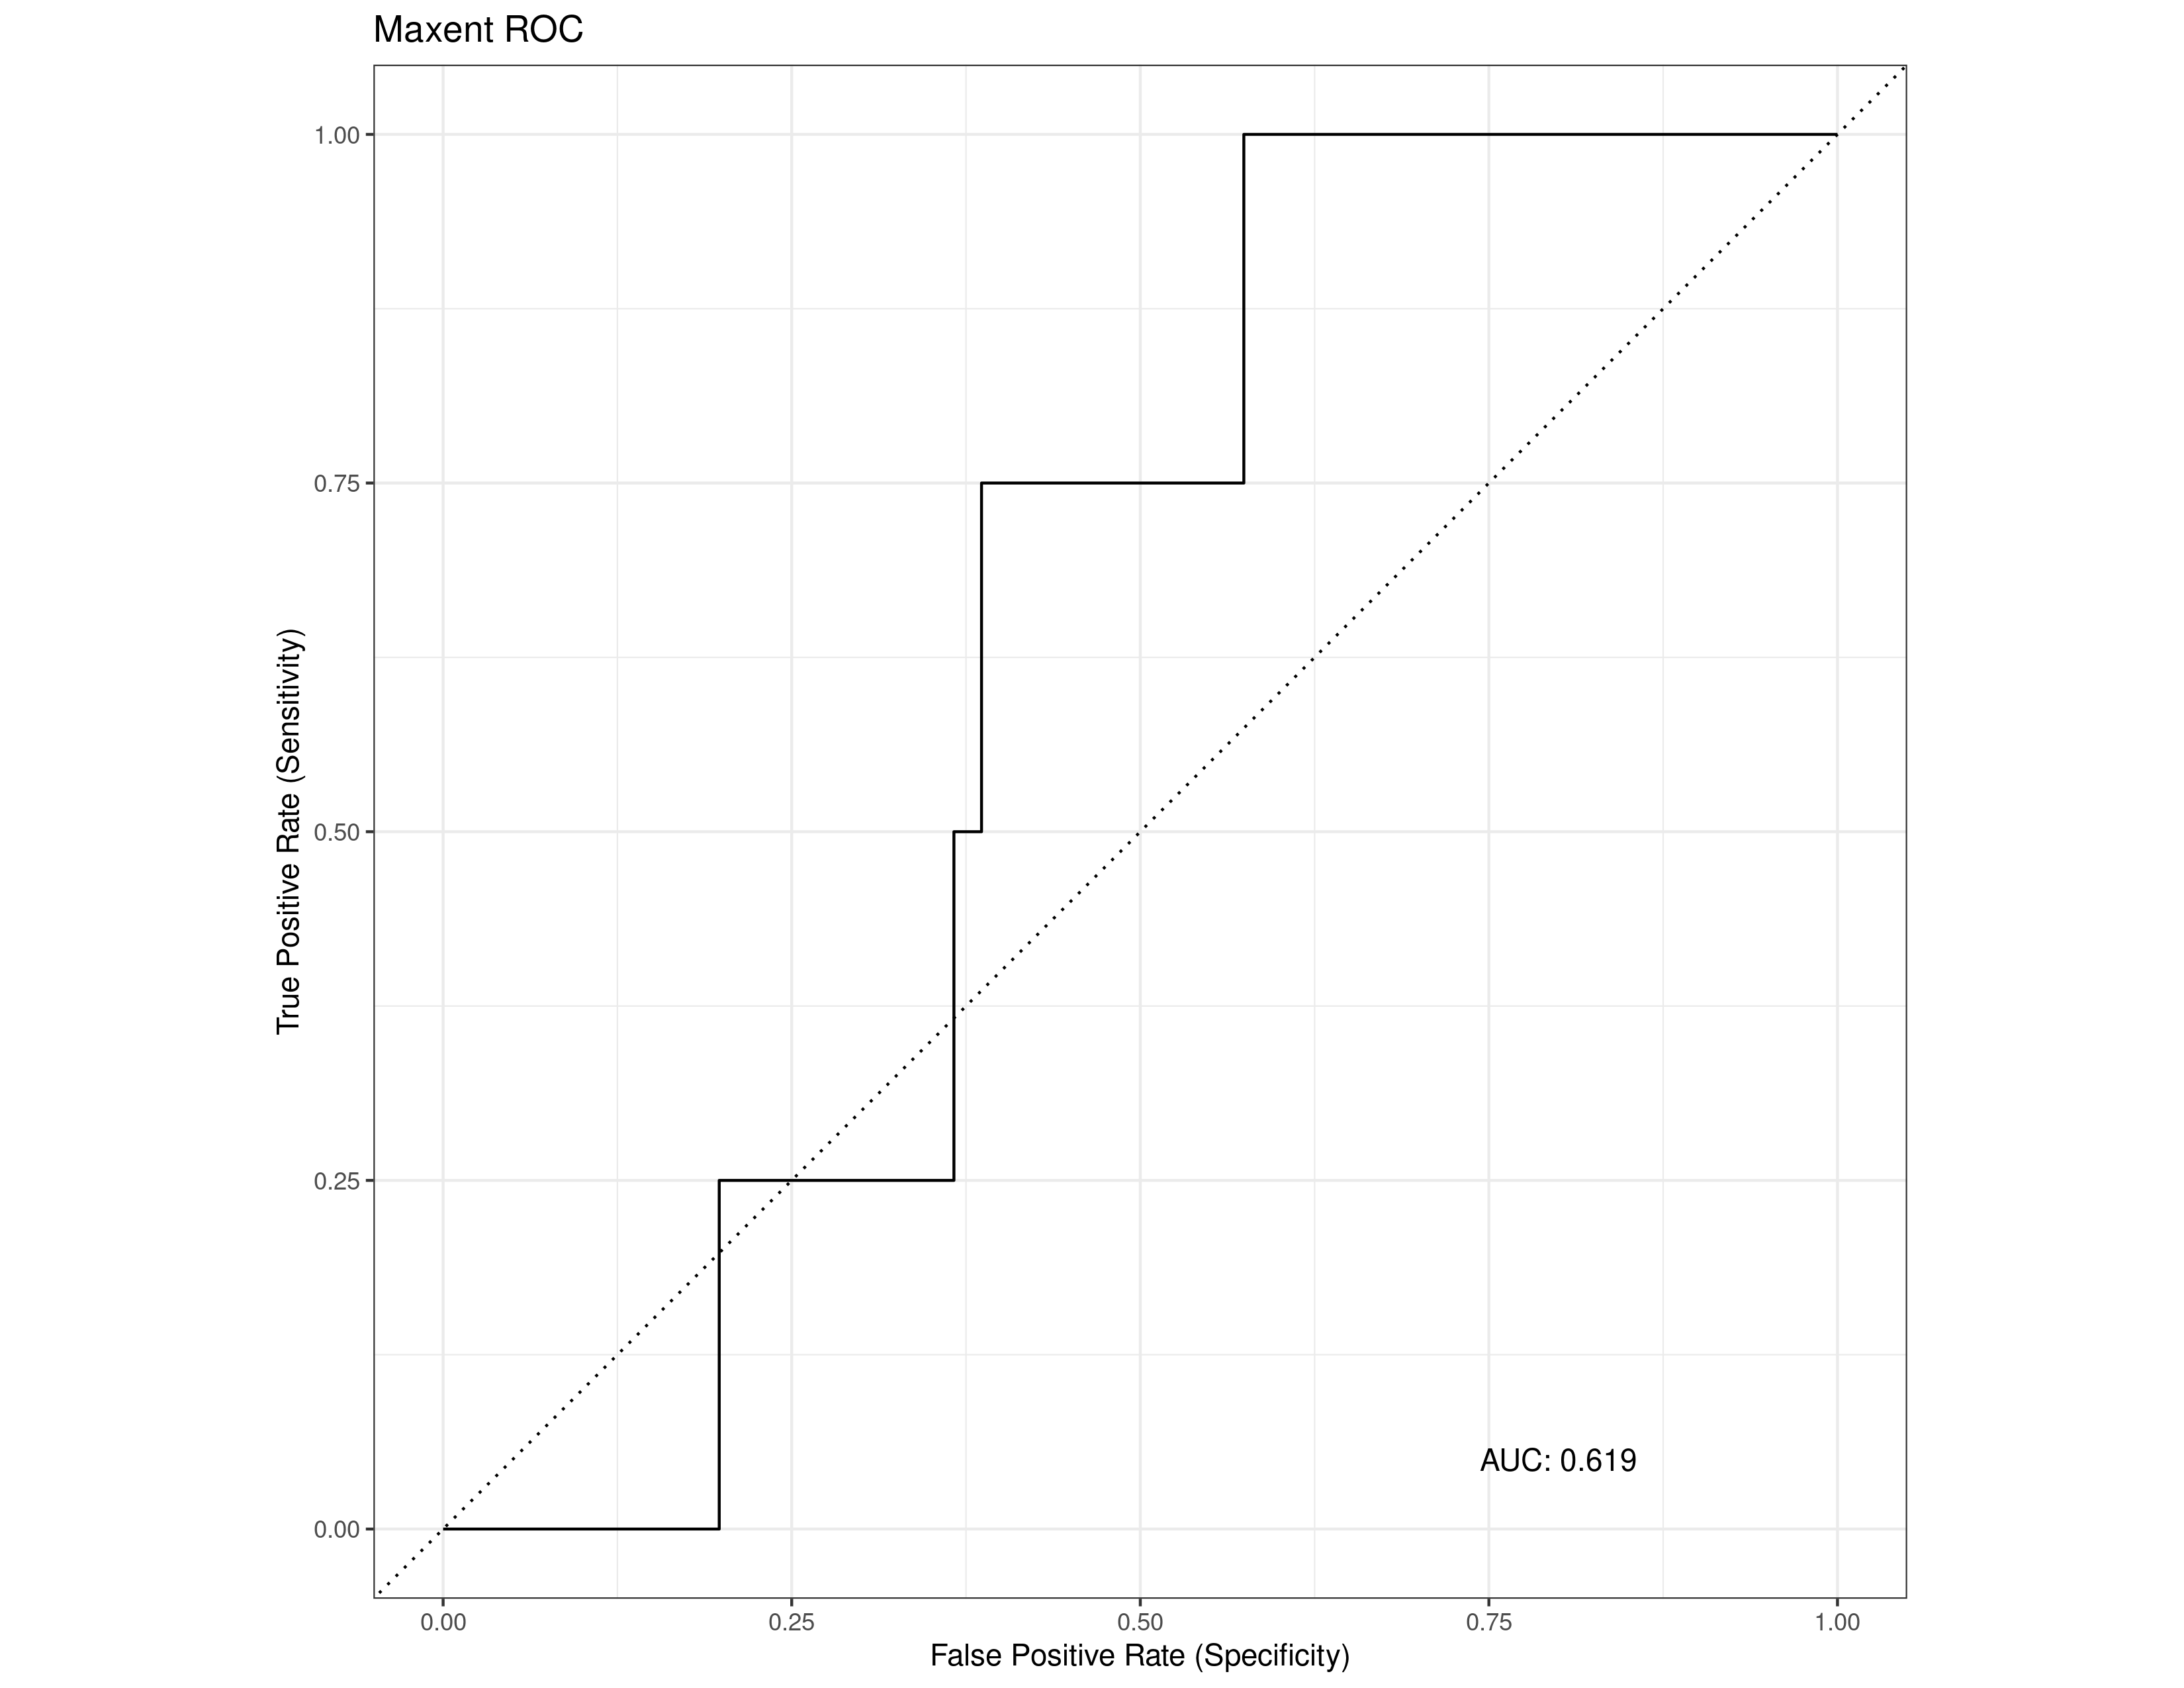 Maxent ROC
True Positive Rate (Sensitivity)
1.00
0.75
0.50
0.25
0.00
AUC: 0.619
0.00 0.25 0.50 0.75 1.00
False Positive Rate (Specificity)